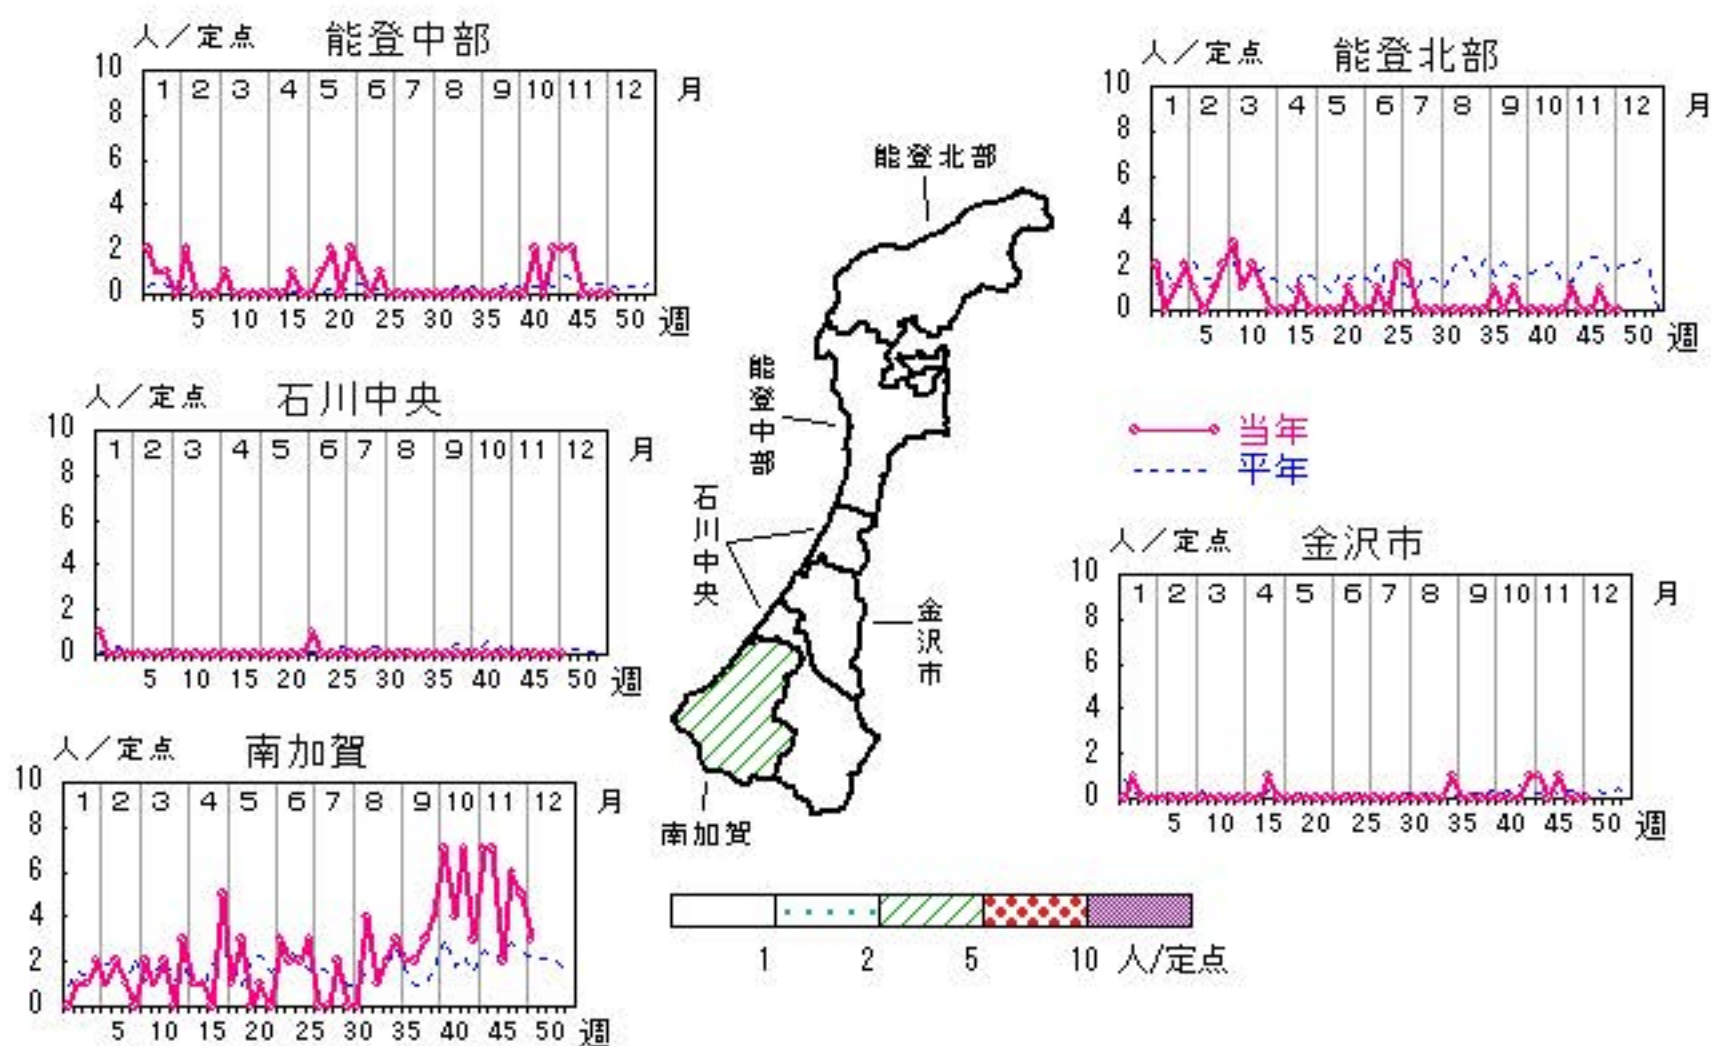 人／定点 能登中部
10 8 6 4 2 0
1 2 3 4 5 6 7 8 9 10 11 12 月
5 10 15 20 25 30 35 40 45 50 週
人／定点 能登北部
10 8 6 4 2 0
1 2 3 4 5 6 7 8 9 10 11 12 月
5 10 15 20 25 30 35 40 45 50 週
能登北部
能登中部
石川中央
金沢市
南加賀
人／定点 石川中央
10 8 6 4 2 0
1 2 3 4 5 6 7 8 9 10 11 12 月
5 10 15 20 25 30 35 40 45 50 週
当年
平年
人／定点 金沢市
10 8 6 4 2 0
1 2 3 4 5 6 7 8 9 10 11 12 月
5 10 15 20 25 30 35 40 45 50 週
人／定点 南加賀
10 8 6 4 2 0
1 2 3 4 5 6 7 8 9 10 11 12 月
5 10 15 20 25 30 35 40 45 50 週
1 2 5 10 人/定点